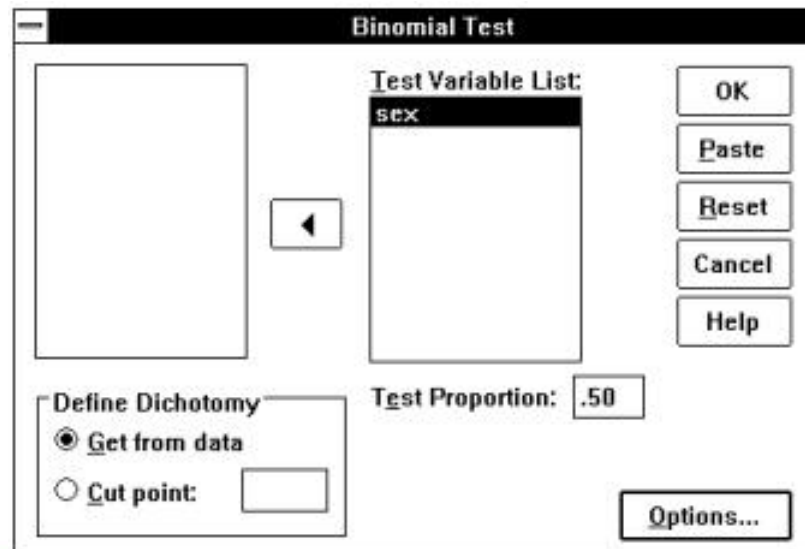 Binomial Test
Test Variable List:
sex
OK
Paste
Reset
Cancel
Help
Define Dichotomy
Get from data
Cut point:
Test Proportion: .50
Options...